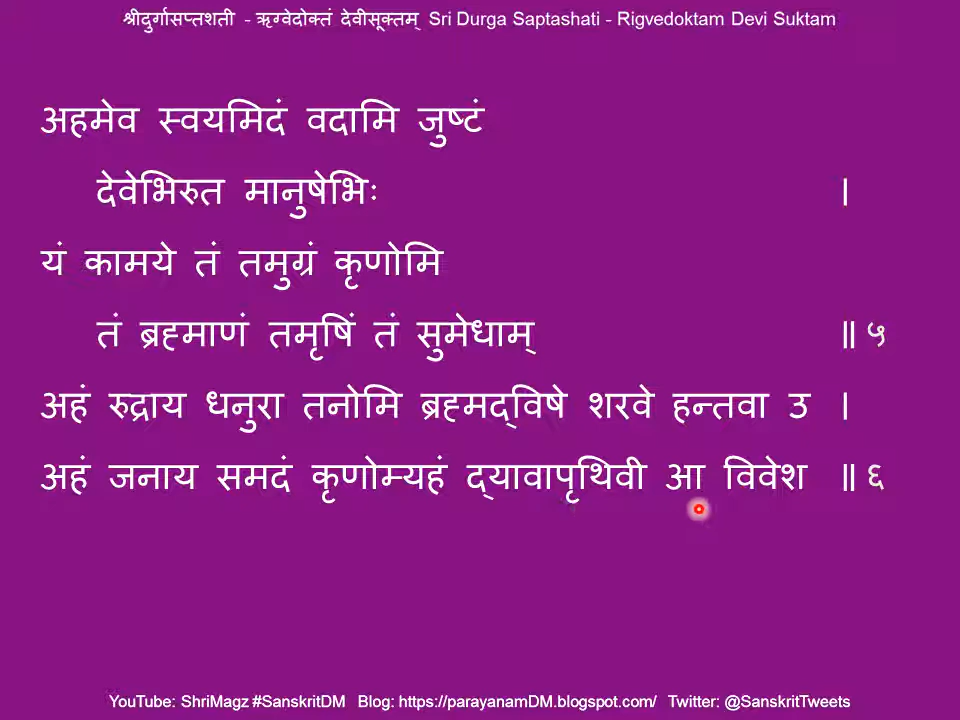 श्रीदुर्गासप्तशती - ऋग्वेदोक्तं देवीसूक्तम् Sri Durga Saptashati - Rigvedoktam Devi Suktam
अहमेव स्वयमिदं वदामि जुष्टं
देवेभिरुत मानुषेभिः ।
यं कामये तं तमुग्रं कृणोमि
तं ब्रह्माणं तमृषिं तं सुमेधाम् ॥ ५
अहं रुद्राय धनुरा तनोमि ब्रह्मद्विषे शरवे हन्तवा उ ।
अहं जनाय समदं कृणोम्यहं द्यावापृथिवी आ विवेश ॥ ६
YouTube: ShriMagz #SanskritDM Blog: https://parayanamDM.blogspot.com/ Twitter: @SanskritTweets